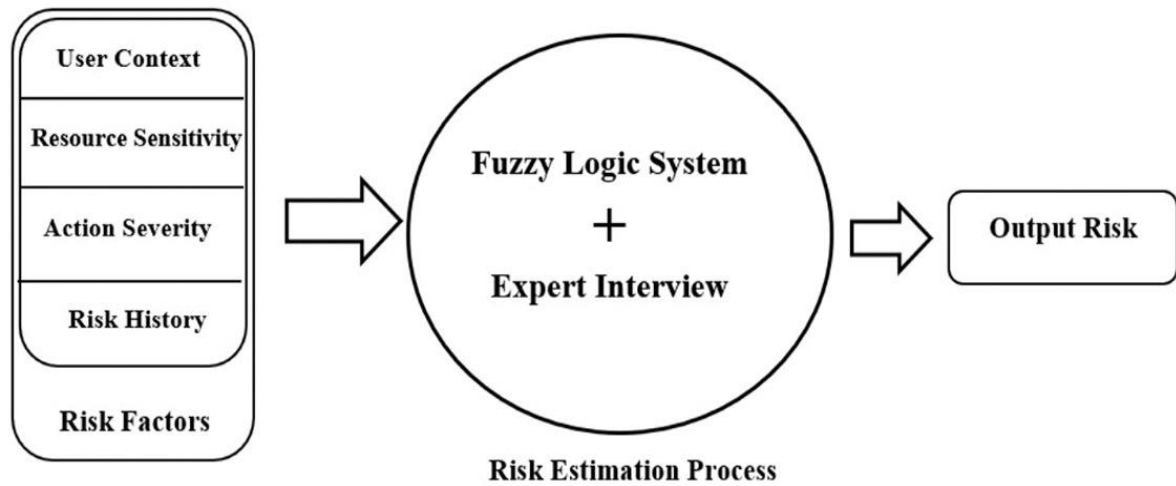 User Context
Resource Sensitivity
Action Severity
Risk History
Risk Factors
Fuzzy Logic System
+
Expert Interview
Risk Estimation Process
Output Risk